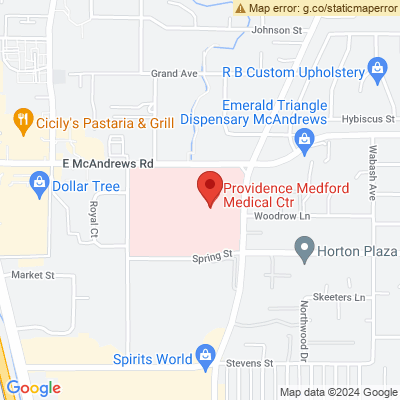 Map error: g.co/staticmaperror
Johnson St
Grand Ave
R B Custom Upholstery
Emerald Triangle
Dispensary McAndrews
Hybiscus St
Cicily's Pastaria & Grill
E McAndrews Rd
Wabash Ave
Dollar Tree
Providence Medford
Medical Ctr
Royal Ct
Woodrow Ln
Spring St
Horton Plaza
Market St
Skeeters Ln
Northwood Dr
Spirits World
Stevens St
Google
Map data ©2024 Google